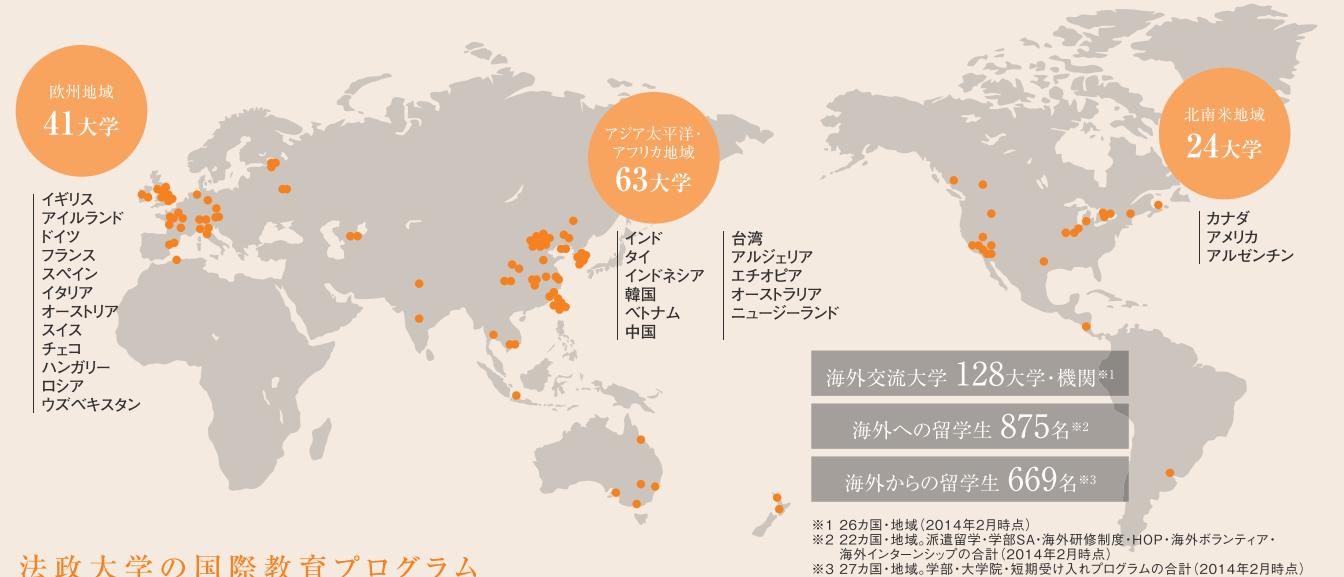 欧州地域
41大学
イギリス
アイルランド
ドイツ
フランス
スペイン
イタリア
オーストリア
スイス
チェコ
ハンガリー
ロシア
ウズベキスタン
アジア太平洋・
アフリカ地域
63大学
インド
タイ
インドネシア
韓国
ベトナム
中国
台湾
アルジェリア
エチオピア
オーストラリア
ニュージーランド
北南米地域
24大学
カナダ
アメリカ
アルゼンチン
海外交流大学 128大学・機関※1
海外への留学生 875名※2
海外からの留学生 669名※3
※1 26カ国・地域（2014年2月時点）
※2 22カ国・地域。派遣留学・学部SA・海外研修制度・HOP・海外ボランティア・
海外インターンシップの合計（2014年2月時点）
※3 27カ国・地域。学部・大学院・短期受け入れプログラムの合計（2014年2月時点）
法政大学の国際教育プログラム